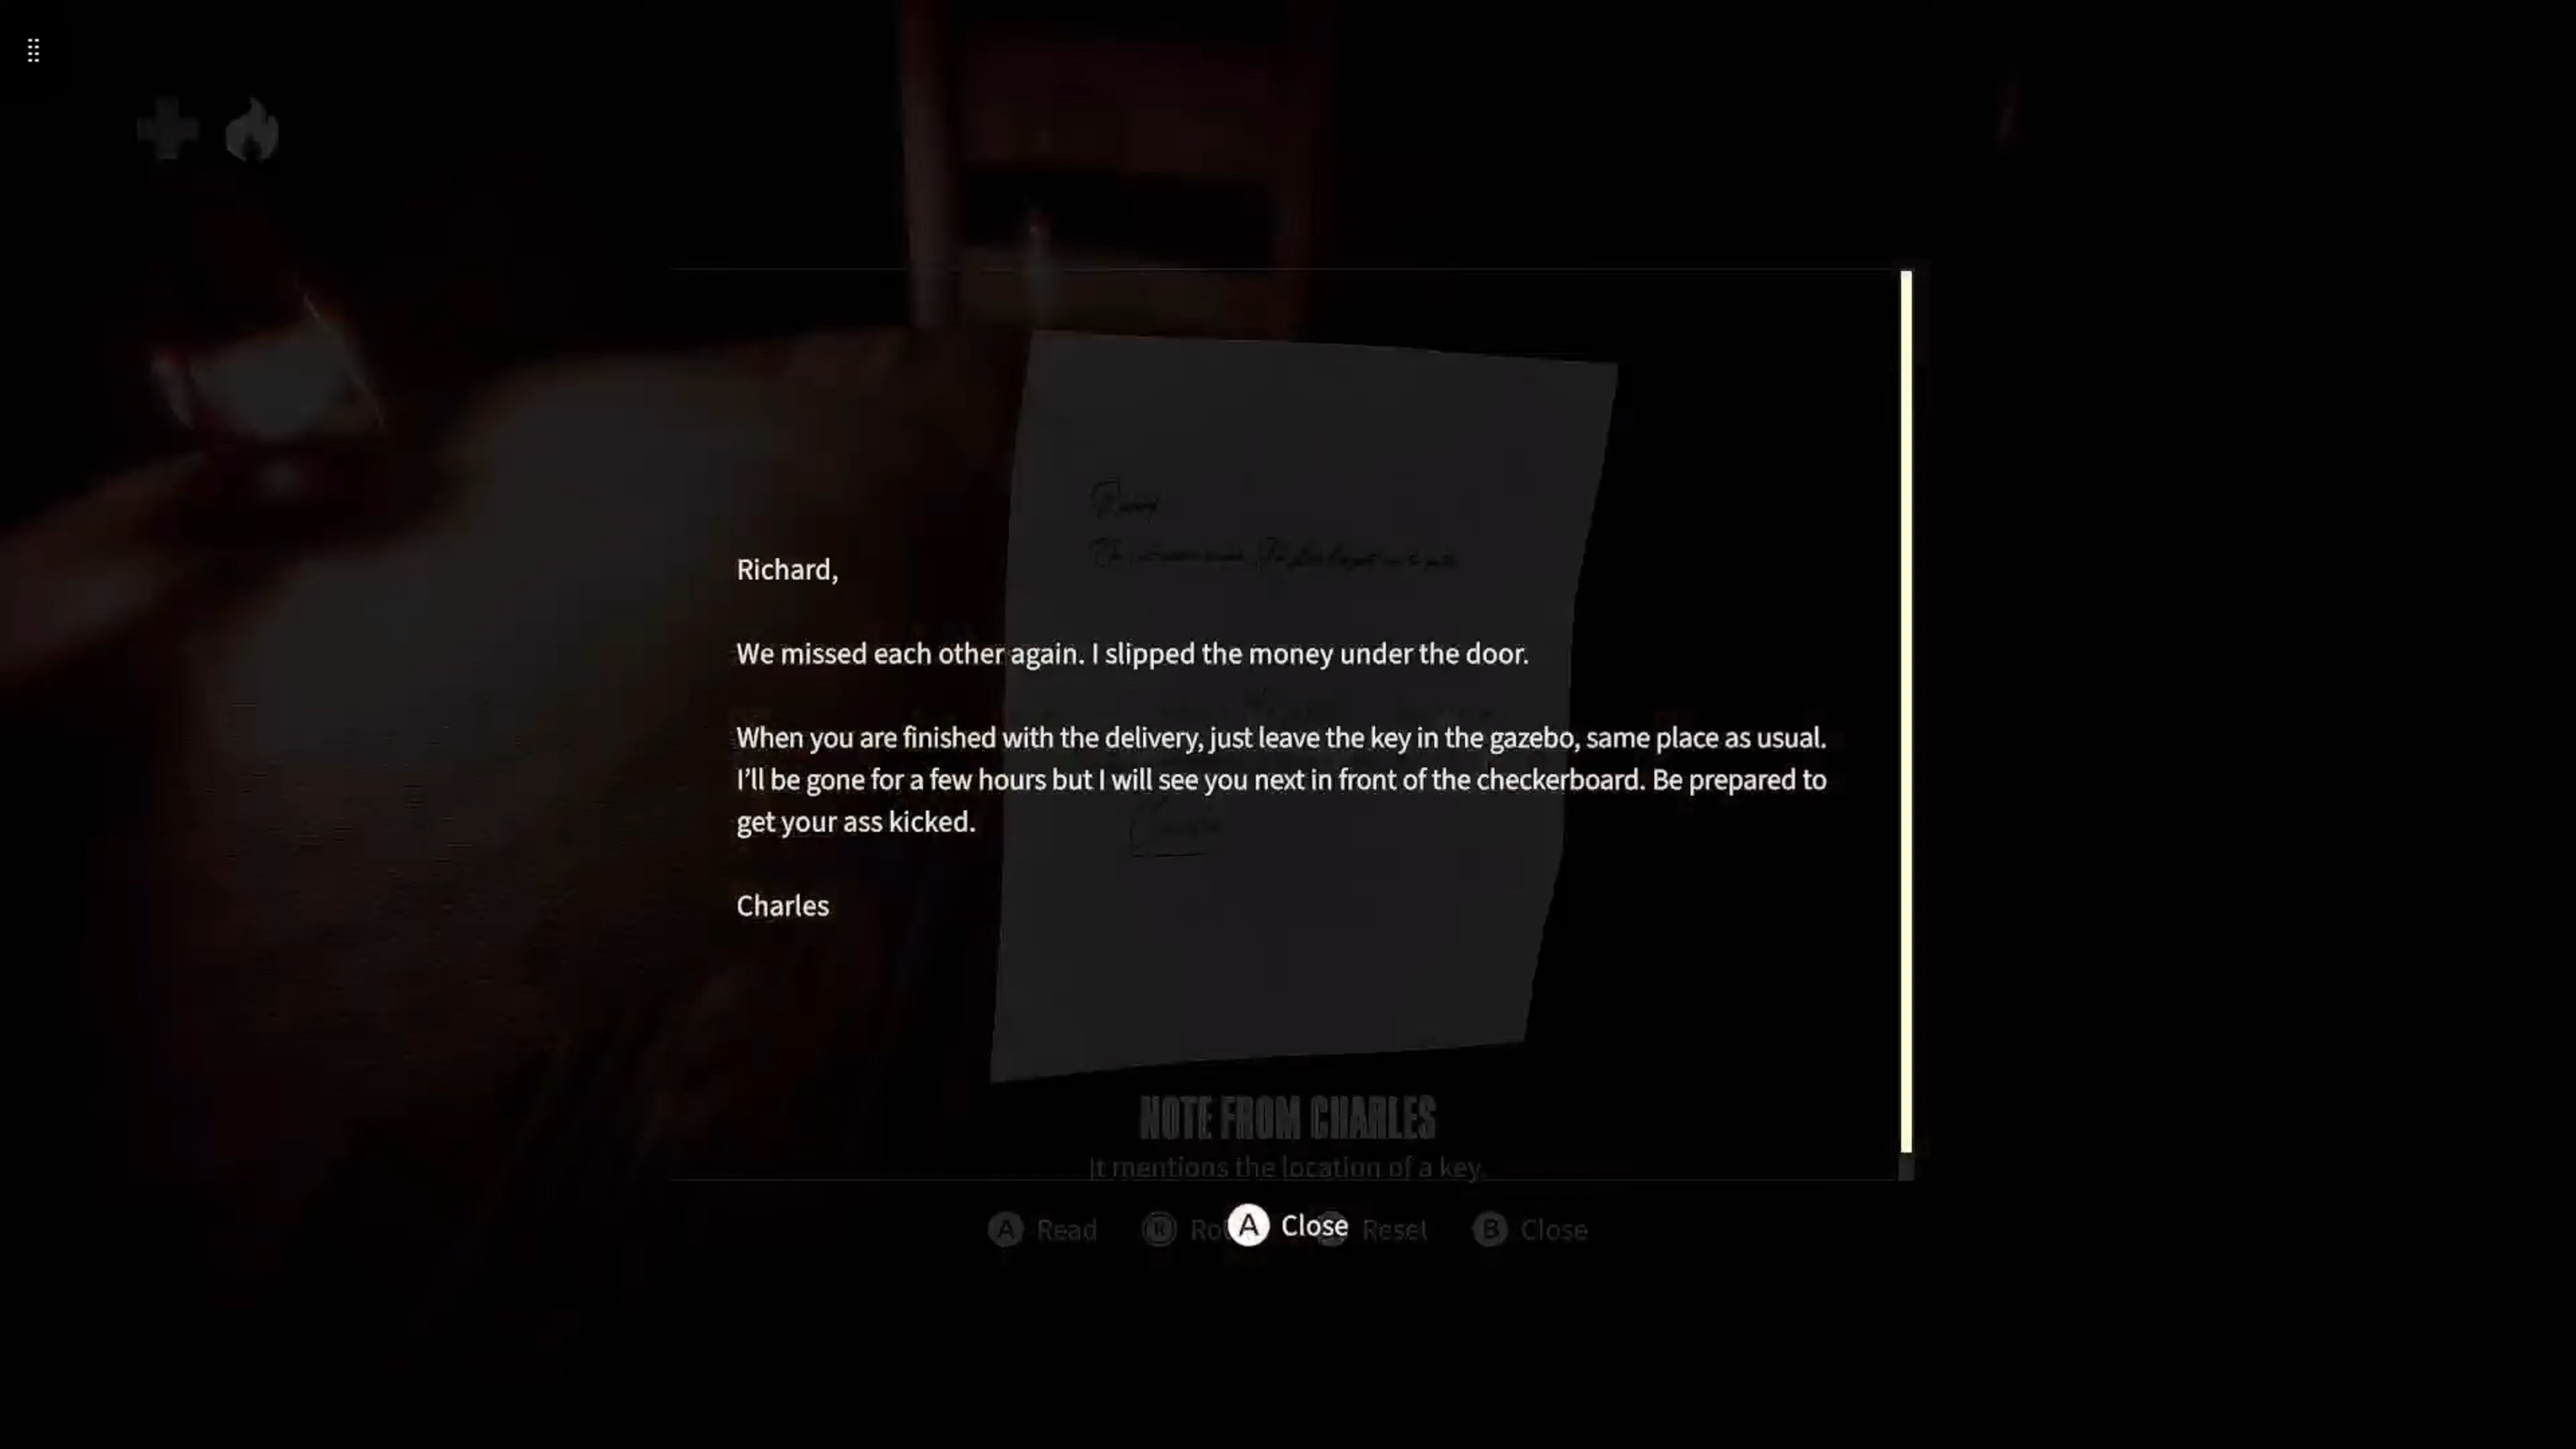 Richard,
We missed each other again. I slipped the money under the door.
When you are finished with the delivery, just leave the key in the gazebo, same place as usual.
I'll be gone for a few hours but I will see you next in front of the checkerboard. Be prepared to
get your ass kicked.
Charles
NOTE FROM CHARLES
It mentions the location of a key.
A Read R A Close Reset B Close